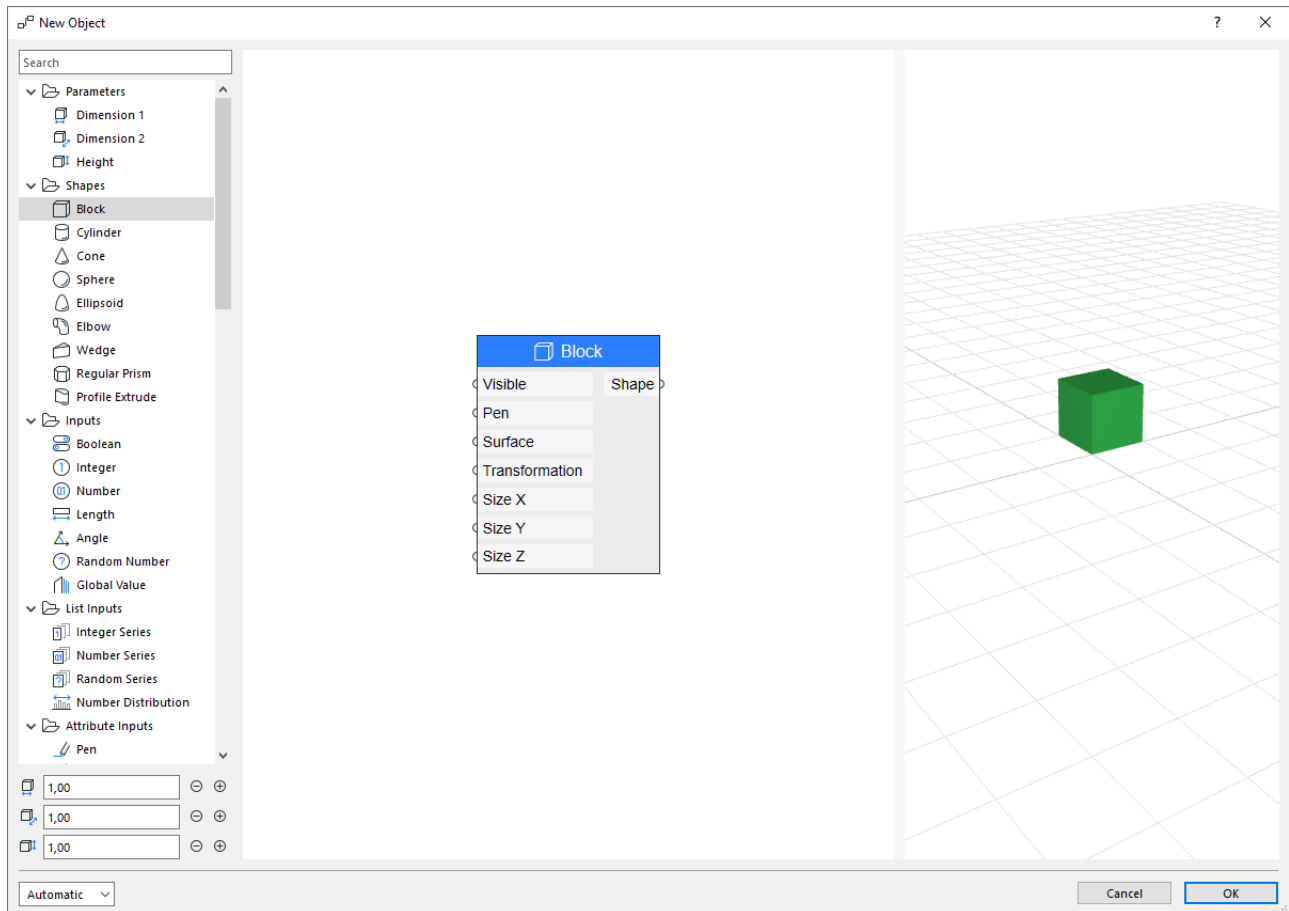 New Object
?
Search
Parameters
Dimension 1
Dimension 2
Height
Shapes
Block
Cylinder
Cone
Sphere
Ellipsoid
Elbow
Wedge
Regular Prism
Profile Extrude
Inputs
Boolean
Integer
Number
Length
Angle
Random Number
Global Value
List Inputs
Integer Series
Number Series
Random Series
Number Distribution
Attribute Inputs
Pen
1,00
1,00
1,00
Automatic
Block
Visible
Shape
Pen
Surface
Transformation
Size X
Size Y
Size Z
Cancel
OK